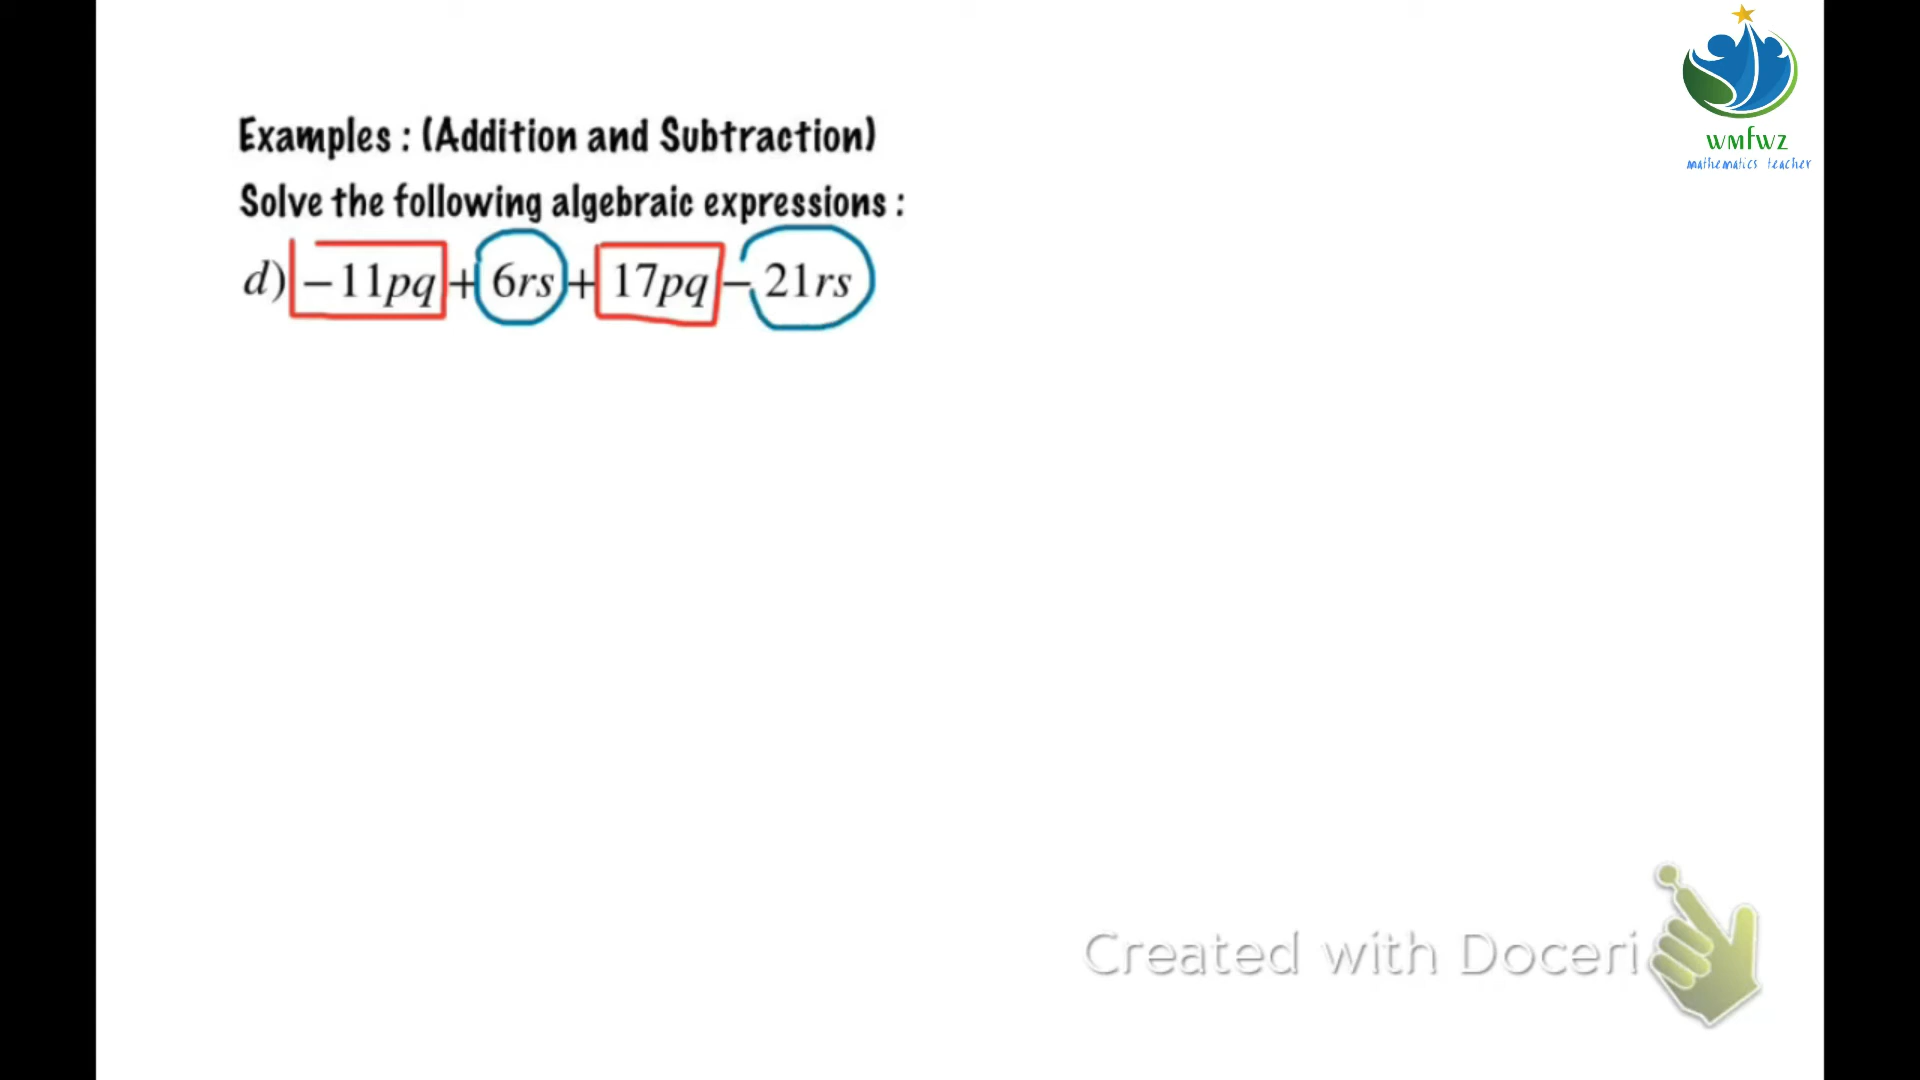 wmfwz
mathematics teacher
Examples : (Addition and Subtraction)
Solve the following algebraic expressions :
d) −11pq + 6rs + 17pq − 21rs
Created with Doceri